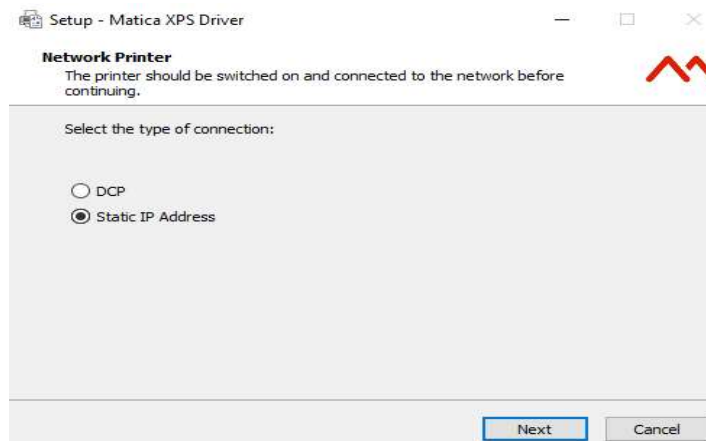 Setup - Matica XPS Driver
Network Printer
The printer should be switched on and connected to the network before
continuing.
Select the type of connection:
DCP
Static IP Address
Next Cancel